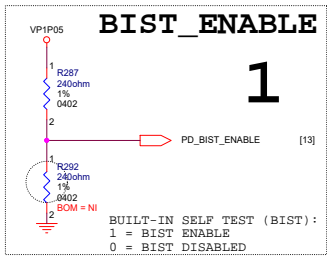 BIST_ENABLE
VP1P05
1
1
R287
240ohm
1%
0402
2
PD_BIST_ENABLE [13]
1
R292
240ohm
1%
0402
BOM = NI
2
BUILT-IN SELF TEST (BIST):
1 = BIST ENABLE
0 = BIST DISABLED